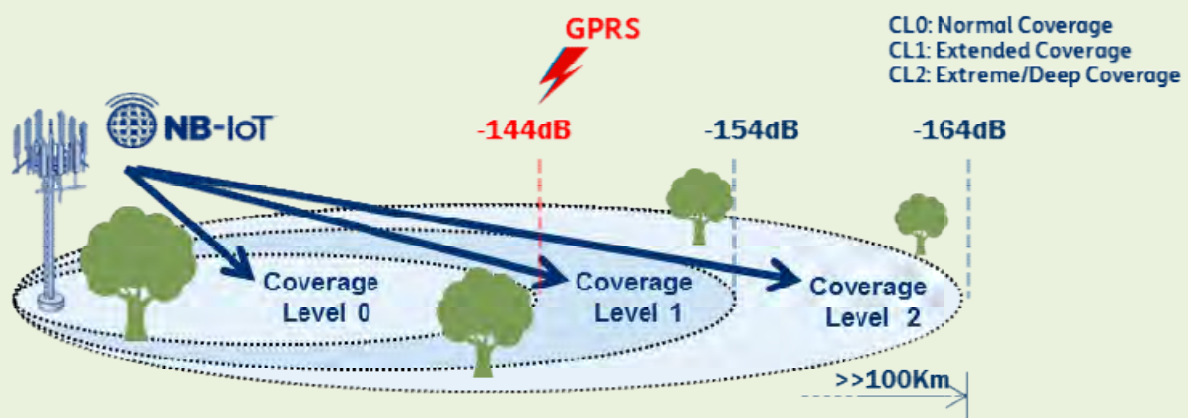 GPRS
CL0: Normal Coverage
CL1: Extended Coverage
CL2: Extreme/Deep Coverage
NB-IoT
-144dB
-154dB
-164dB
Coverage
Level 0
Coverage
Level 1
Coverage
Level 2
>>100Km